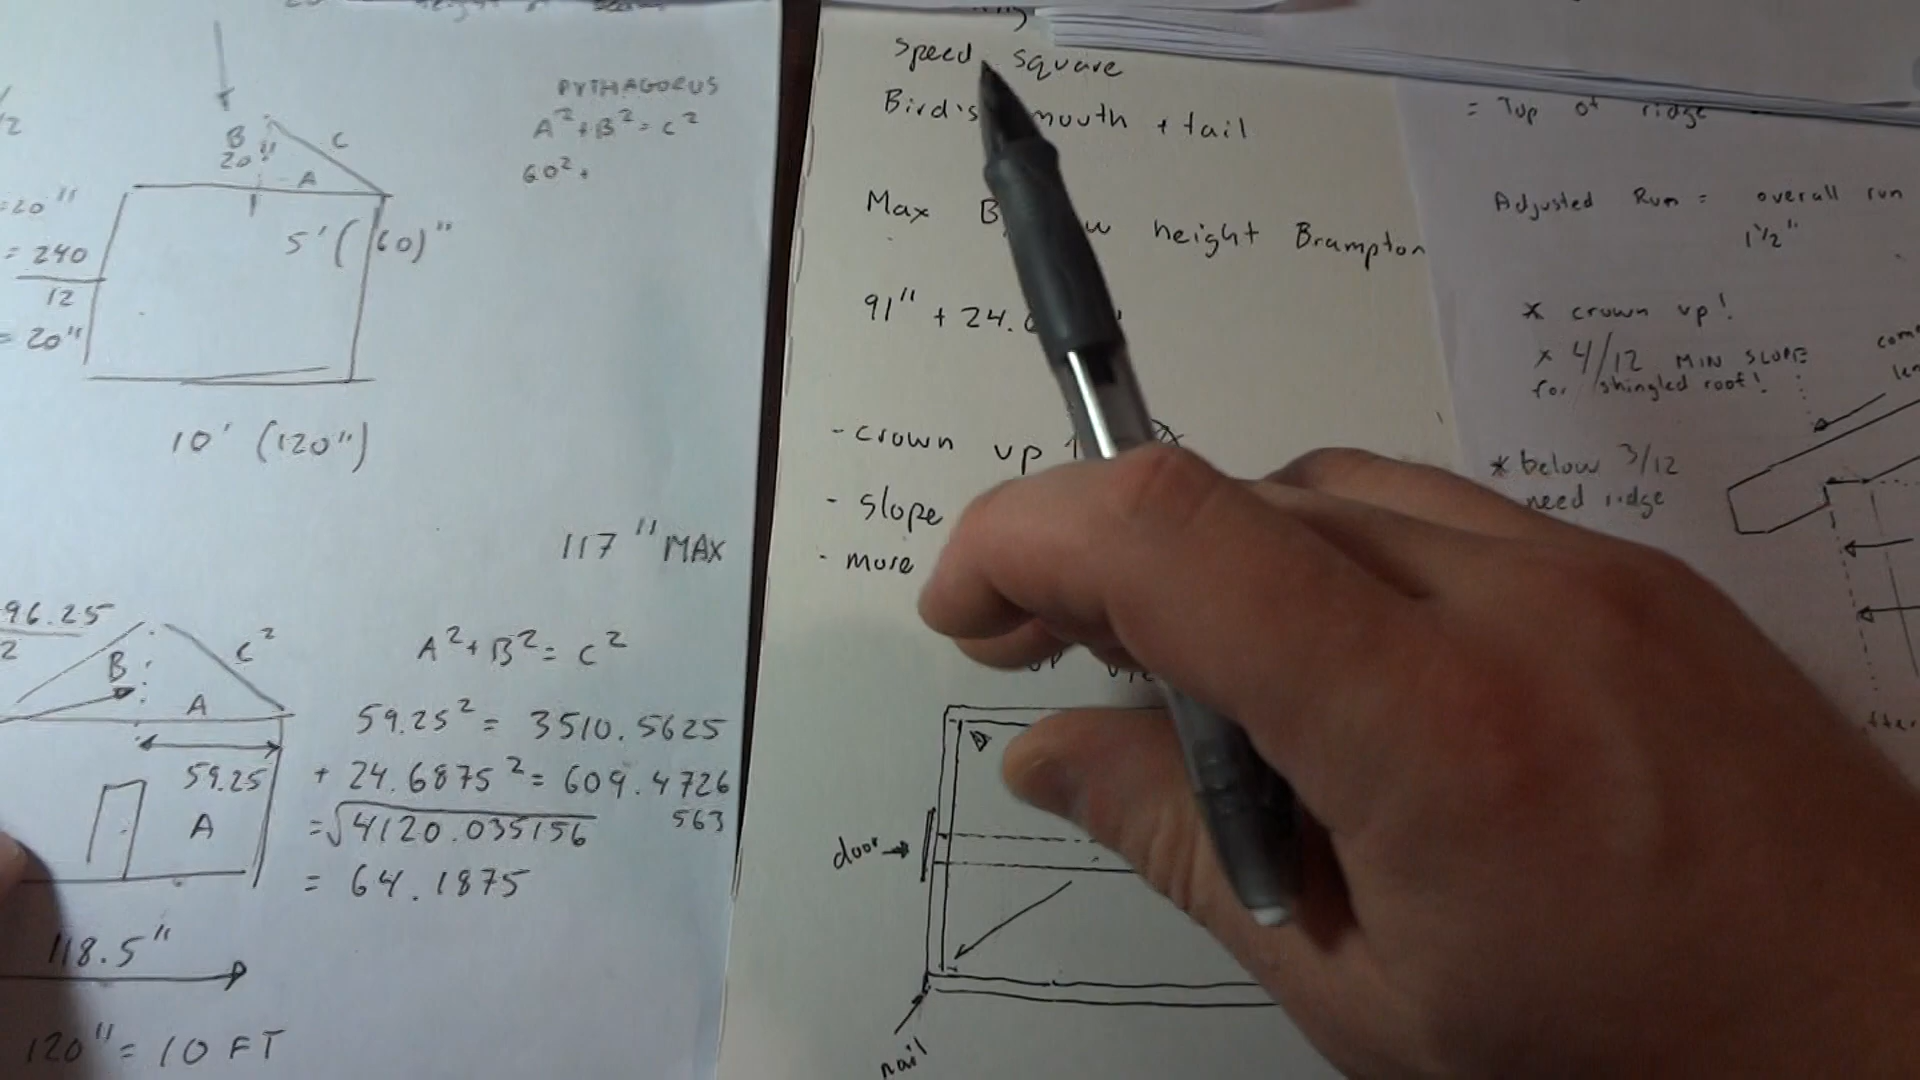 PYTHAGORUS
A² + B² = C²
60² +
B
20"
C
A
=20"
= 240
12
= 20"
5' (60)"
10' (120")
117" MAX
96.25
2
B
C²
A
59.25
A
A² + B² = C²
59.25² = 3510.5625
+ 24.6875² = 609.4726
563
=√4120.035156
= 64.1875
118.5"
120" = 10 FT
Speed square
Bird's mouth + tail
Max height Brampton
91" + 24.
- crown up
- slope
- more
door
nail
= Top of ridge
Adjusted Run = overall run
1 1/2"
* crown up!
* 4/12 MIN SLOPE
for shingled roof!
* below 3/12
need ridge